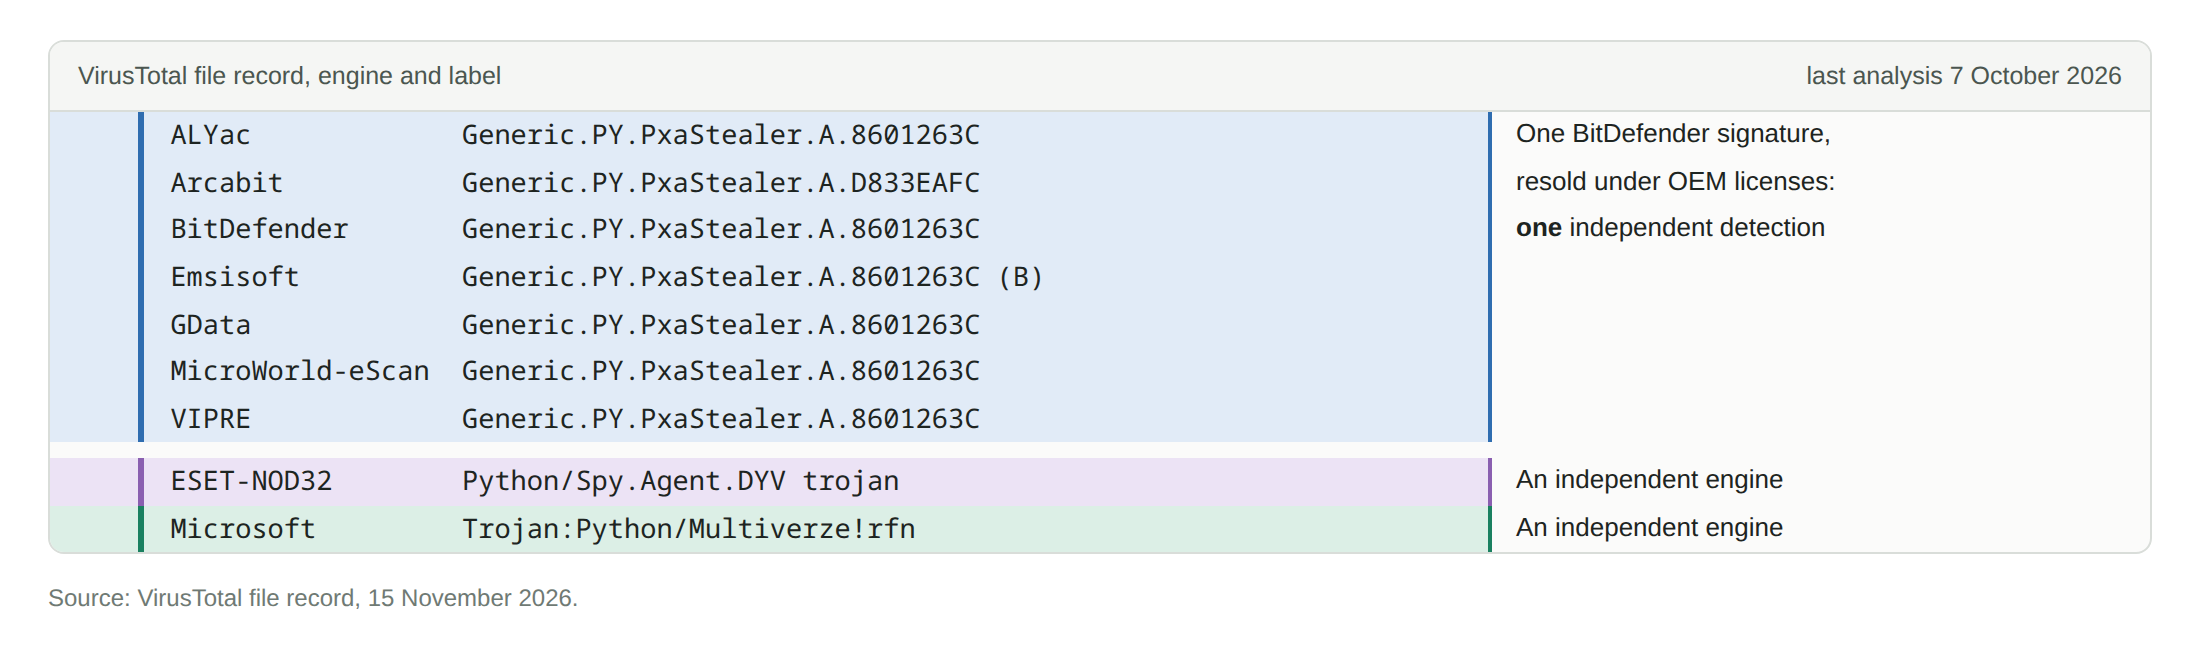 VirusTotal file record, engine and label last analysis 7 October 2026
ALYac Generic.PY.PxaStealer.A.8601263C One BitDefender signature,
Arcabit Generic.PY.PxaStealer.A.D833EAFC resold under OEM licenses:
BitDefender Generic.PY.PxaStealer.A.8601263C one independent detection
Emsisoft Generic.PY.PxaStealer.A.8601263C (B)
GData Generic.PY.PxaStealer.A.8601263C
MicroWorld-eScan Generic.PY.PxaStealer.A.8601263C
VIPRE Generic.PY.PxaStealer.A.8601263C
ESET-NOD32 Python/Spy.Agent.DYV trojan An independent engine
Microsoft Trojan:Python/Multiverze!rfn An independent engine
Source: VirusTotal file record, 15 November 2026.